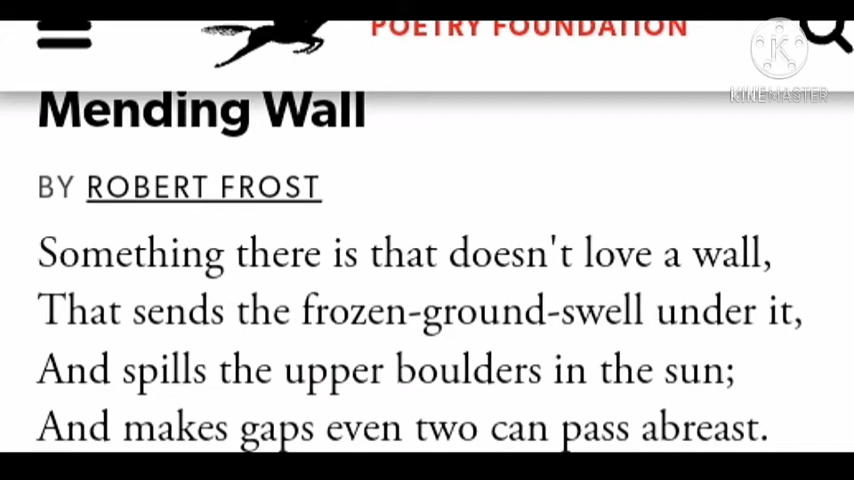 POETRY FOUNDATION
KINEMASTER
Mending Wall
BY ROBERT FROST
Something there is that doesn't love a wall,
That sends the frozen-ground-swell under it,
And spills the upper boulders in the sun;
And makes gaps even two can pass abreast.